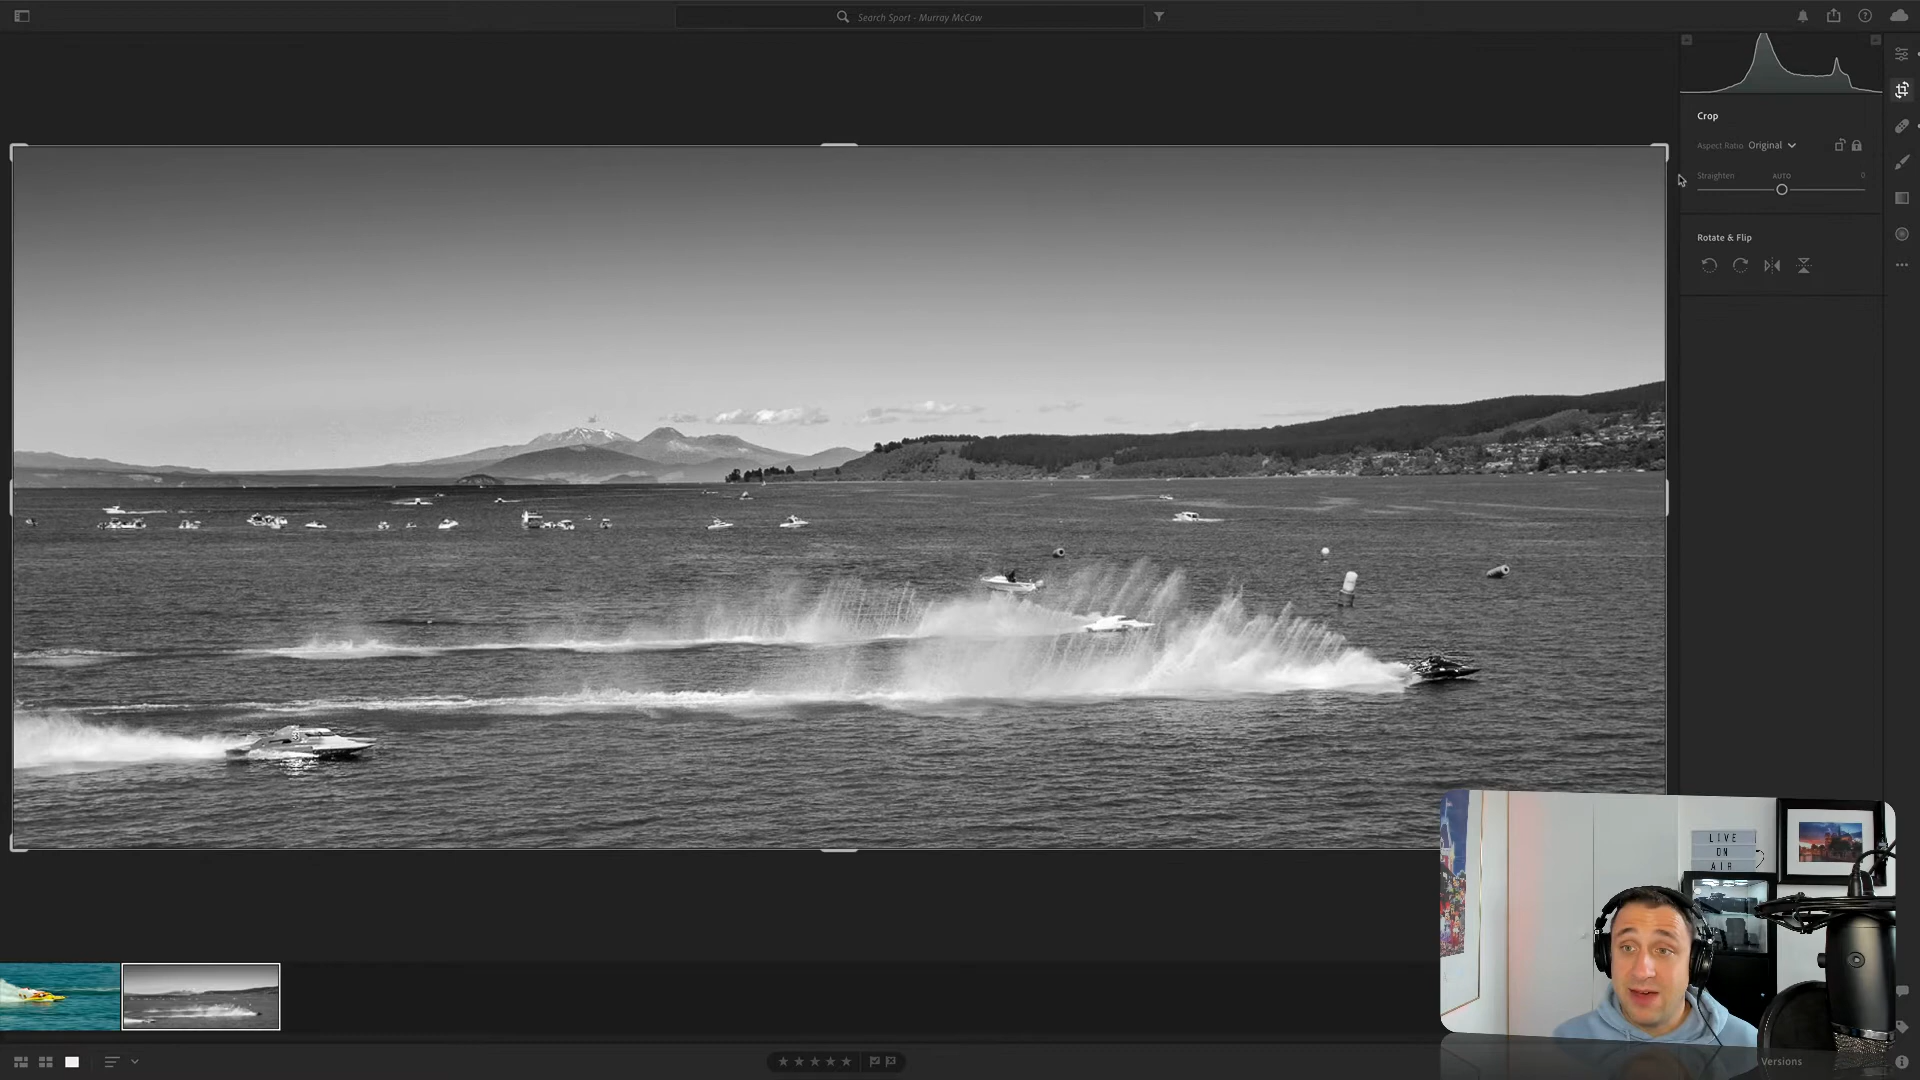 Search Sport - Murray McCaw
Crop
Aspect Ratio Original
Straighten AUTO 0
Rotate & Flip
LIVE
ON
AIR
Versions